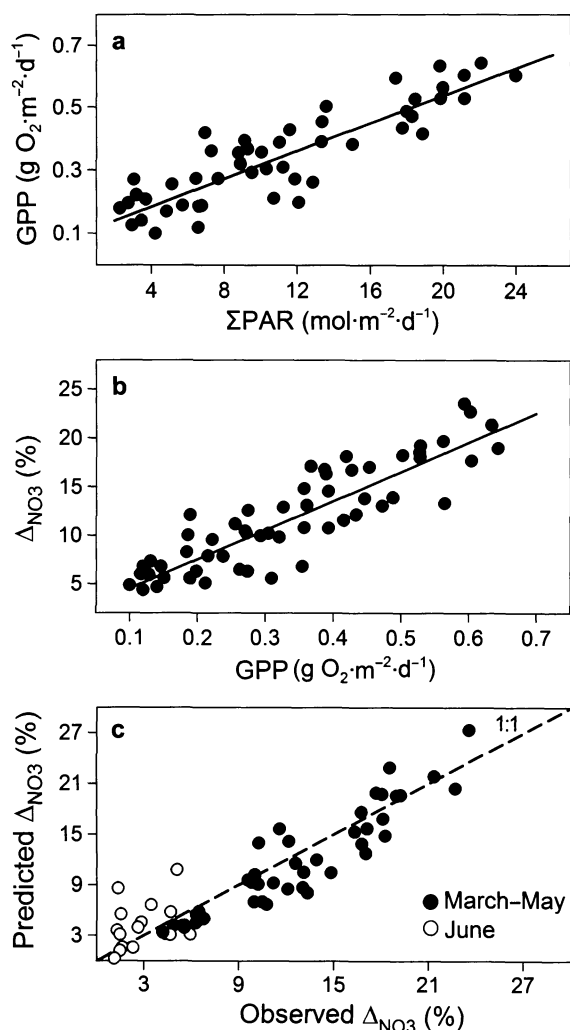 a
0.7
0.5
0.3
0.1
GPP (g O₂·m⁻²·d⁻¹)
4 8 12 16 20 24
ΣPAR (mol·m⁻²·d⁻¹)
b
25
20
15
10
5
Δ_NO3 (%)
0.1 0.2 0.3 0.4 0.5 0.6 0.7
GPP (g O₂·m⁻²·d⁻¹)
c
1:1
27
21
15
9
3
Predicted Δ_NO3 (%)
March–May
June
3 9 15 21 27
Observed Δ_NO3 (%)